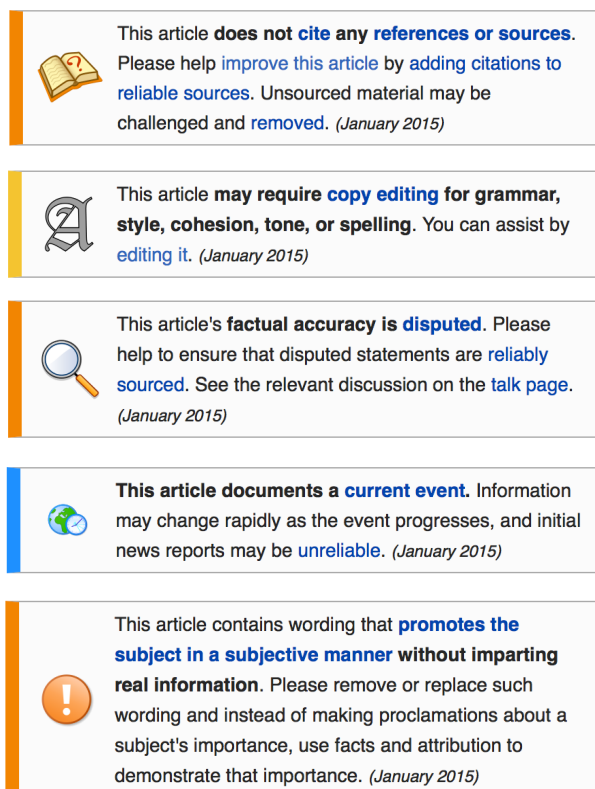 This article does not cite any references or sources.
Please help improve this article by adding citations to
reliable sources. Unsourced material may be
challenged and removed. (January 2015)
This article may require copy editing for grammar,
style, cohesion, tone, or spelling. You can assist by
editing it. (January 2015)
This article's factual accuracy is disputed. Please
help to ensure that disputed statements are reliably
sourced. See the relevant discussion on the talk page.
(January 2015)
This article documents a current event. Information
may change rapidly as the event progresses, and initial
news reports may be unreliable. (January 2015)
This article contains wording that promotes the
subject in a subjective manner without imparting
real information. Please remove or replace such
wording and instead of making proclamations about a
subject's importance, use facts and attribution to
demonstrate that importance. (January 2015)